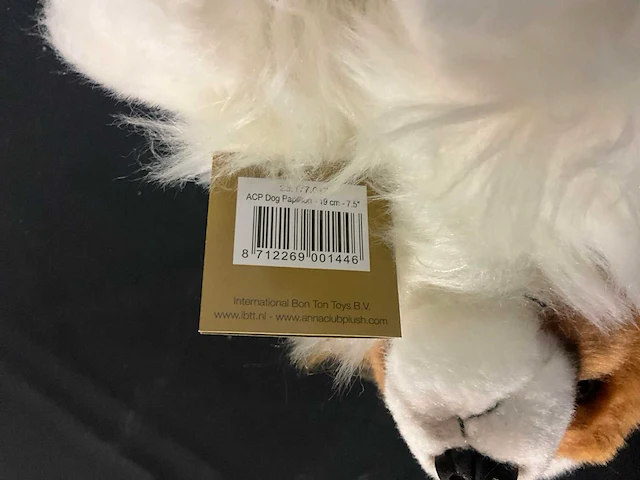 ACP Dog Papillon - 19 cm - 7.5"
8 712269 001446
International Bon Ton Toys B.V.
www.ibtt.nl - www.annaclubplush.com